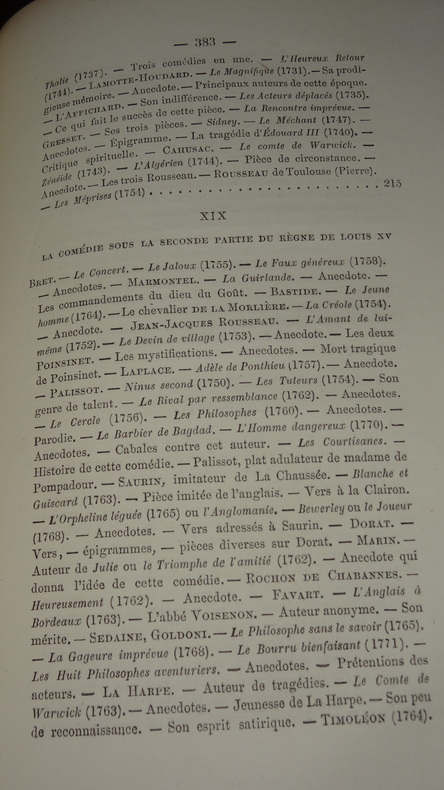 — 383 —
Thalie (1737). — Trois comédies en une. — L'Heureux Retour
(1744). — LAMOTTE-HOUDARD. — Le Magnifique (1731). — Sa prodi-
gieuse mémoire. — Anecdote. — Principaux auteurs de cette époque.
— L'AFFICHARD. — Son indifférence. — Les Acteurs déplacés (1735).
— Ce qui fait le succès de cette pièce. — La Rencontre imprévue. —
GRESSET. — Ses trois pièces. — Sidney. — Le Méchant (1747). —
Anecdotes. — Épigramme. — La tragédie d'Édouard III (1740). —
Critique spirituelle. — CAHUSAC. — Le comte de Warwick. —
Zénéide (1743). — L'Algérien (1744). — Pièce de circonstance. —
Anecdote. — Les trois Rousseau. — ROUSSEAU de Toulouse (Pierre).
— Les Méprises (1754) . . . . . . . . . . . . . . . . . . . . 215
XIX
LA COMÉDIE SOUS LA SECONDE PARTIE DU RÈGNE DE LOUIS XV
BRET. — Le Concert. — Le Jaloux (1755). — Le Faux généreux (1758).
— Anecdotes. — MARMONTEL. — La Guirlande. — Anecdote. —
Les commandements du dieu du Goût. — BASTIDE. — Le Jeune
homme (1764). — Le chevalier DE LA MORLIÈRE. — La Créole (1754).
— Anecdote. — JEAN-JACQUES ROUSSEAU. — L'Amant de lui-
même (1752). — Le Devin de village (1753). — Anecdote. — Les deux
POINSINET. — Les mystifications. — Anecdotes. — Mort tragique
de Poinsinet. — LAPLACE. — Adèle de Ponthieu (1757). — Anecdote.
— PALISSOT. — Ninus second (1750). — Les Tuteurs (1754). — Son
genre de talent. — Le Rival par ressemblance (1762). — Anecdotes.
— Le Cercle (1756). — Les Philosophes (1760). — Anecdotes. —
Parodie. — Le Barbier de Bagdad. — L'Homme dangereux (1770). —
Anecdotes. — Cabales contre cet auteur. — Les Courtisanes. —
Histoire de cette comédie. — Palissot, plat adulateur de madame de
Pompadour. — SAURIN, imitateur de La Chaussée. — Blanche et
Guiscard (1763). — Pièce imitée de l'anglais. — Vers à la Clairon.
— L'Orpheline léguée (1765) ou l'Anglomanie. — Bewerley ou le Joueur
(1768). — Anecdotes. — Vers adressés à Saurin. — DORAT. —
Vers, — épigrammes, — pièces diverses sur Dorat. — MARIN. —
Auteur de Julie ou le Triomphe de l'amitié (1762). — Anecdote qui
donna l'idée de cette comédie. — ROCHON DE CHABANNES. —
Heureusement (1762). — Anecdote. — FAVART. — L'Anglais à
Bordeaux (1763). — L'abbé VOISENON. — Auteur anonyme. — Son
mérite. — SEDAINE, GOLDONI. — Le Philosophe sans le savoir (1765).
— La Gageure imprévue (1768). — Le Bourru bienfaisant (1771). —
Les Huit Philosophes aventuriers. — Anecdotes. — Prétentions des
acteurs. — LA HARPE. — Auteur de tragédies. — Le Comte de
Warwick (1763). — Anecdotes. — Jeunesse de La Harpe. — Son peu
de reconnaissance. — Son esprit satirique. — TIMOLÉON (1764).